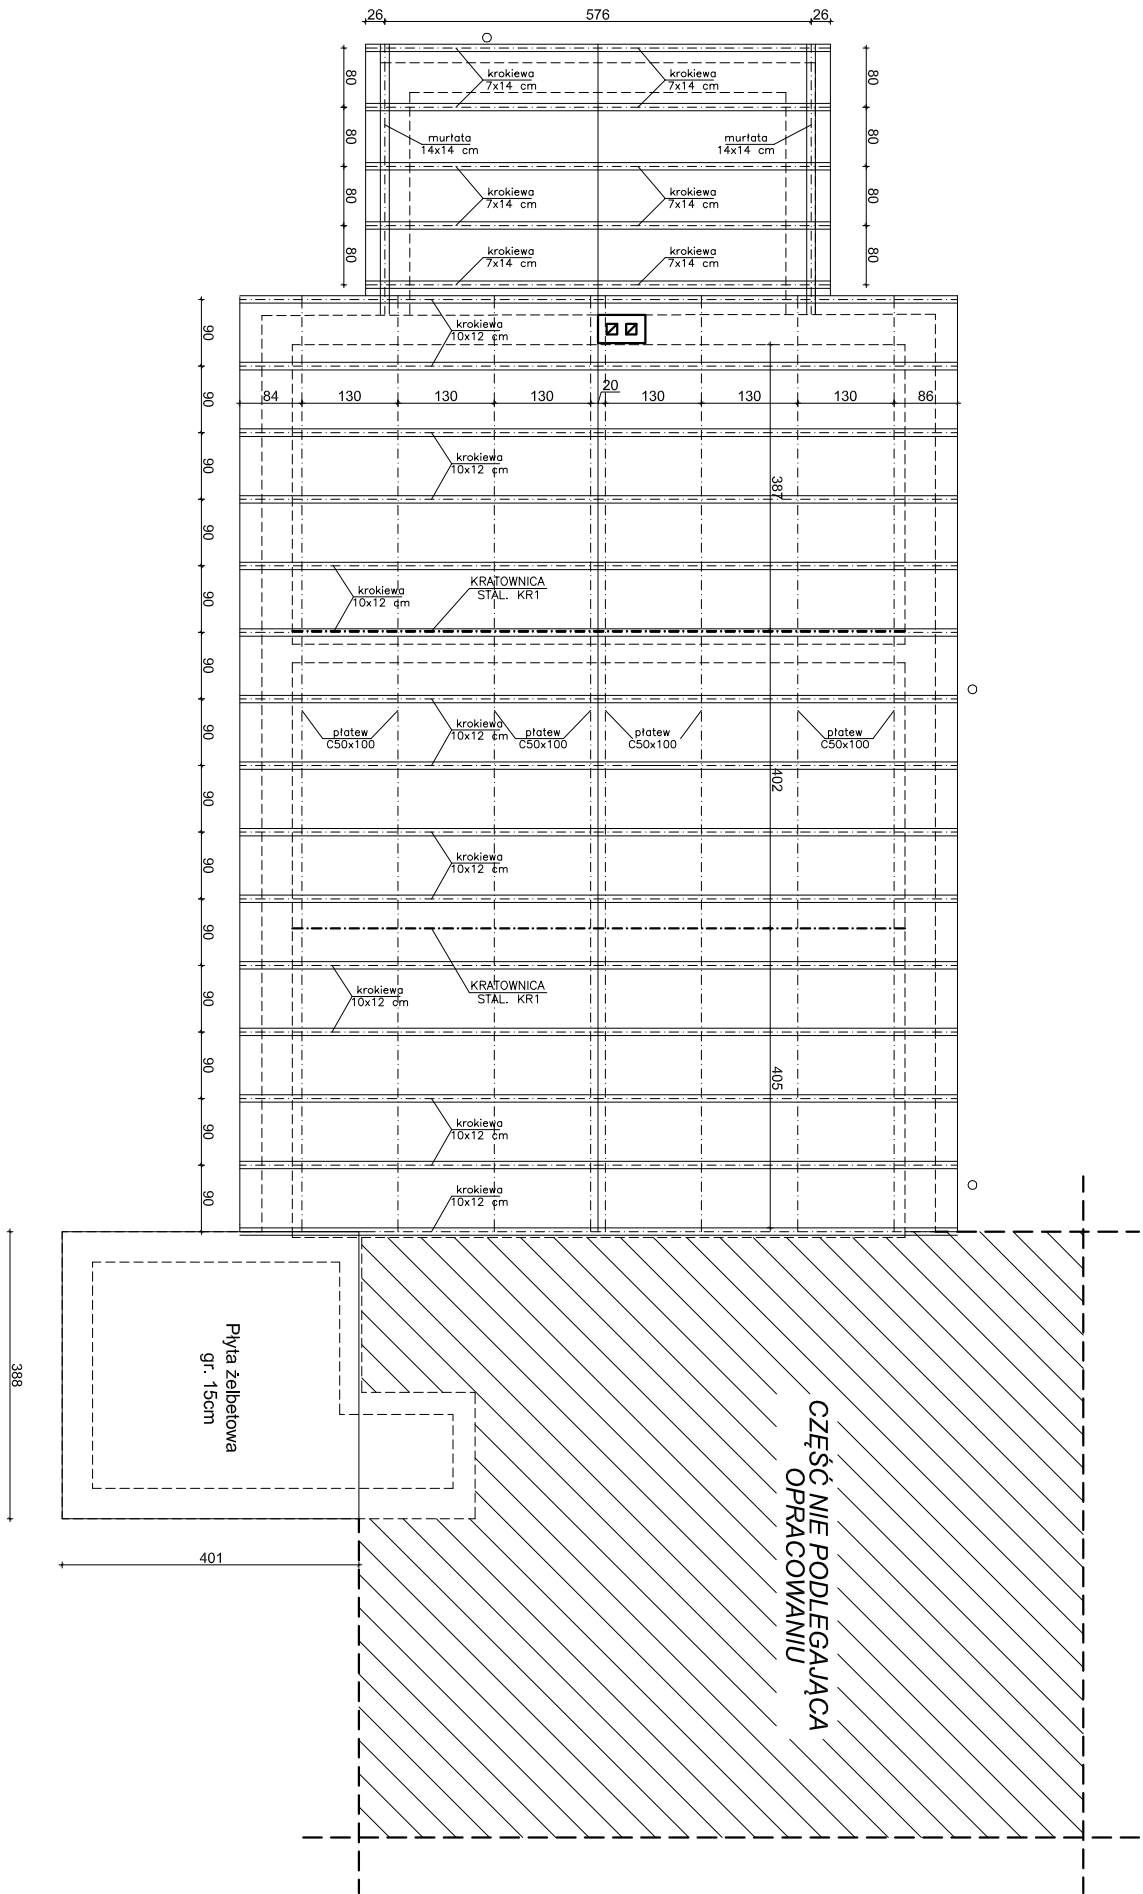 26 576 26
80 80
krokiewa krokiewa
7x14 cm 7x14 cm
80 80
murłata murłata
14x14 cm 14x14 cm
80 80
krokiewa krokiewa
7x14 cm 7x14 cm
80 80
krokiewa krokiewa
7x14 cm 7x14 cm
90
krokiewa
10x12 cm
90
84 130 130 130 20 130 130 130 86
90
krokiewa
10x12 cm
387
90
90
krokiewa
10x12 cm
KRATOWNICA
STAL. KR1
90
90
krokiewa
10x12 cm
płatew płatew płatew płatew
C50x100 C50x100 C50x100 C50x100
90
402
90
krokiewa
10x12 cm
90
90
krokiewa
10x12 cm
KRATOWNICA
STAL. KR1
90
405
90
krokiewa
10x12 cm
90
krokiewa
10x12 cm
388
Płyta żelbetowa
gr. 15cm
401
CZĘŚĆ NIE PODLEGAJĄCA
OPRACOWANIU